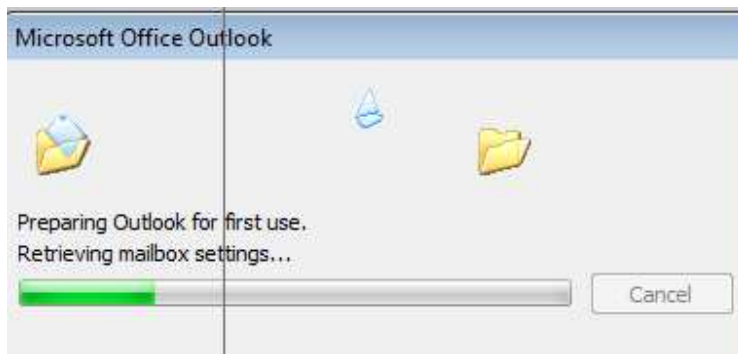 Microsoft Office Outlook
Preparing Outlook for first use.
Retrieving mailbox settings...
Cancel